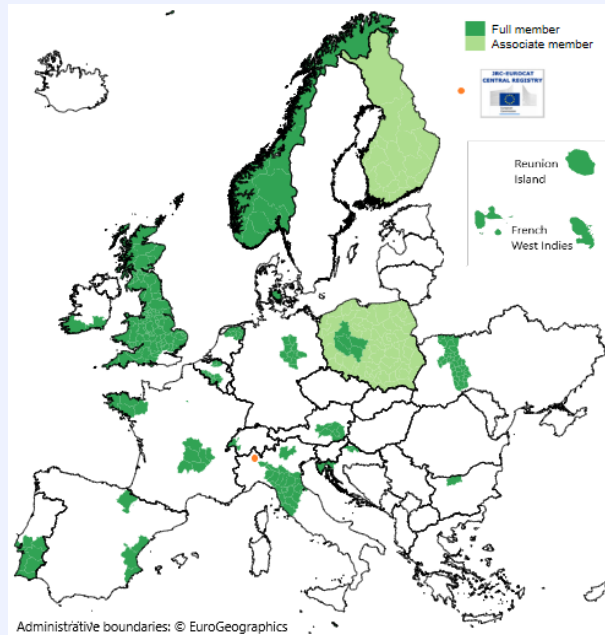 Full member
Associate member
JRC-EUROCAT
CENTRAL REGISTRY
Reunion
Island
French
West Indies
Administrative boundaries: © EuroGeographics